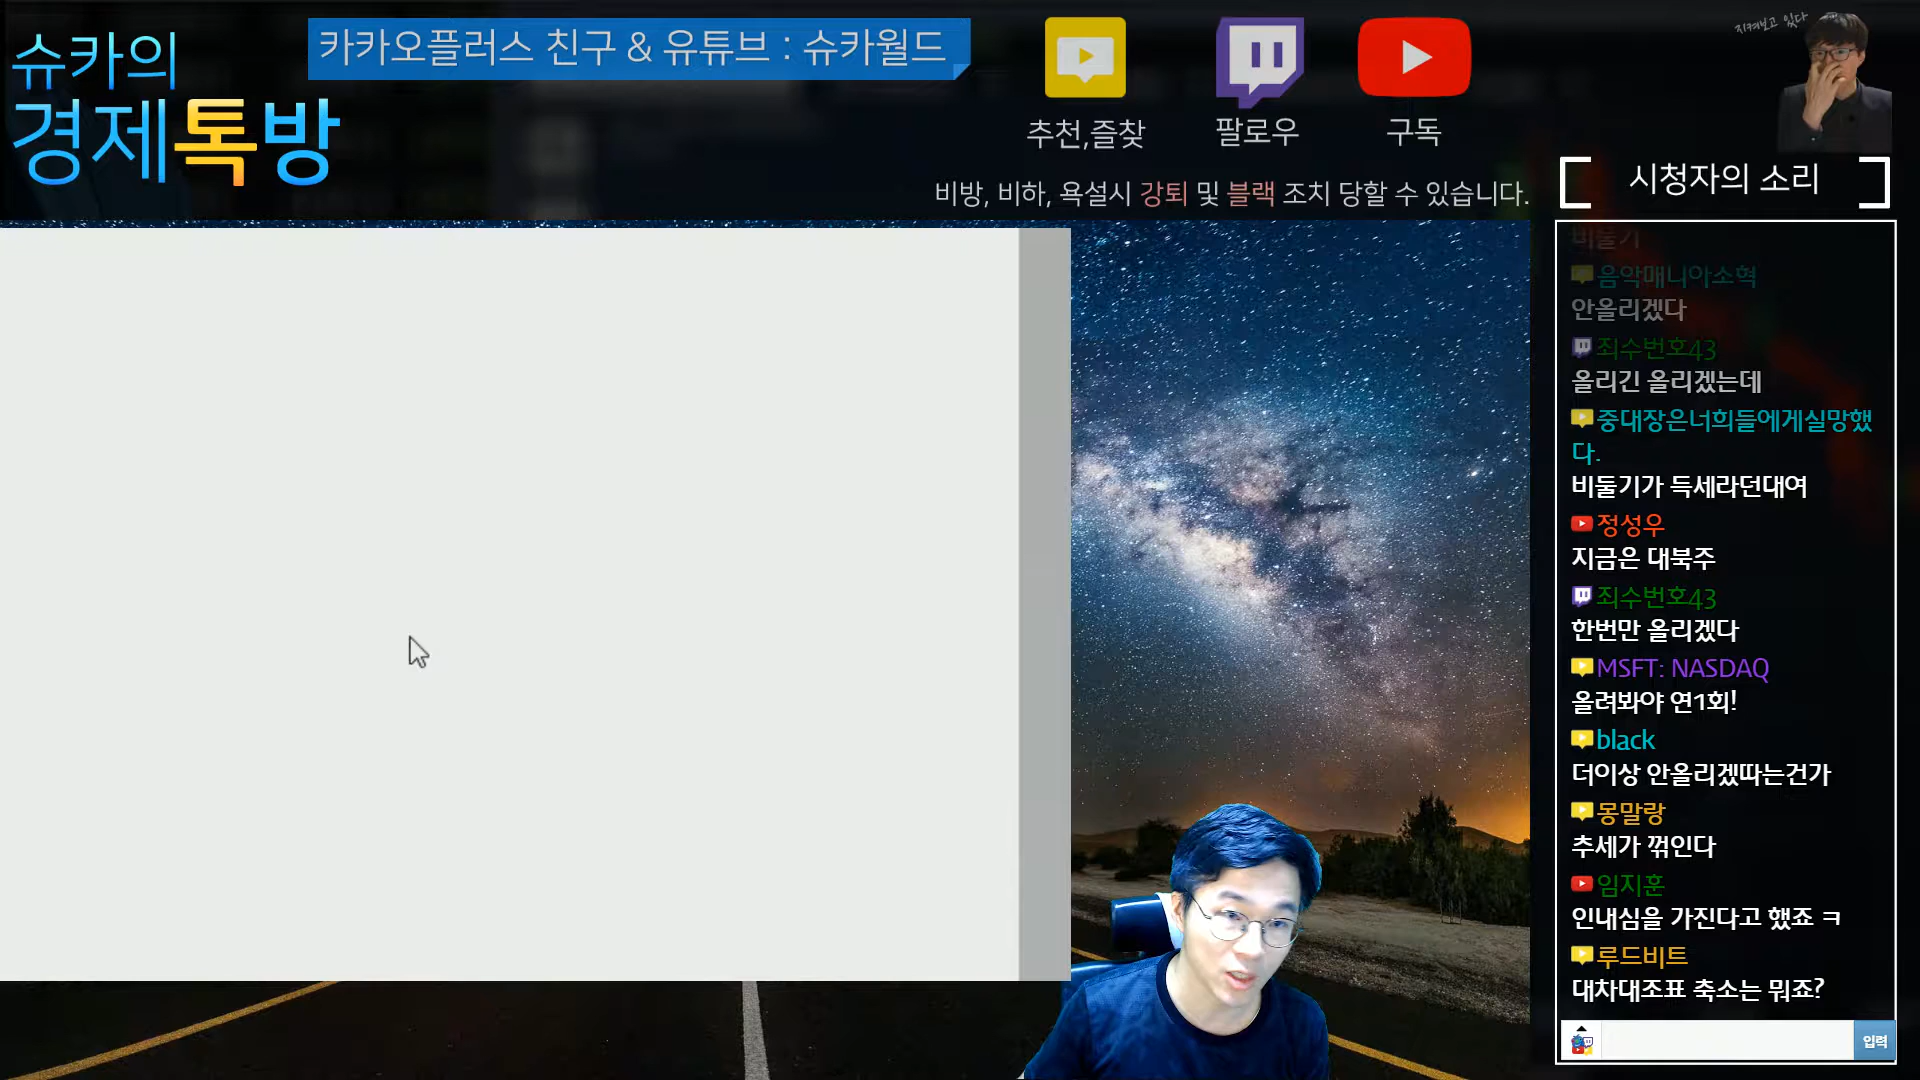 슈카의
경제톡방
카카오플러스 친구 & 유튜브 : 슈카월드
추천,즐찾
팔로우
구독
비방, 비하, 욕설시 강퇴 및 블랙 조치 당할 수 있습니다.
지켜보고 있다
시청자의 소리
비둘기
음악매니아소혁
안올리겠다
죄수번호43
올리긴 올리겠는데
중대장은너희들에게실망했
다.
비둘기가 득세라던대여
정성우
지금은 대북주
죄수번호43
한번만 올리겠다
MSFT: NASDAQ
올려봐야 연1회!
black
더이상 안올리겠따는건가
몽말랑
추세가 꺾인다
임지훈
인내심을 가진다고 했죠 ㅋ
루드비트
대차대조표 축소는 뭐죠?
입력